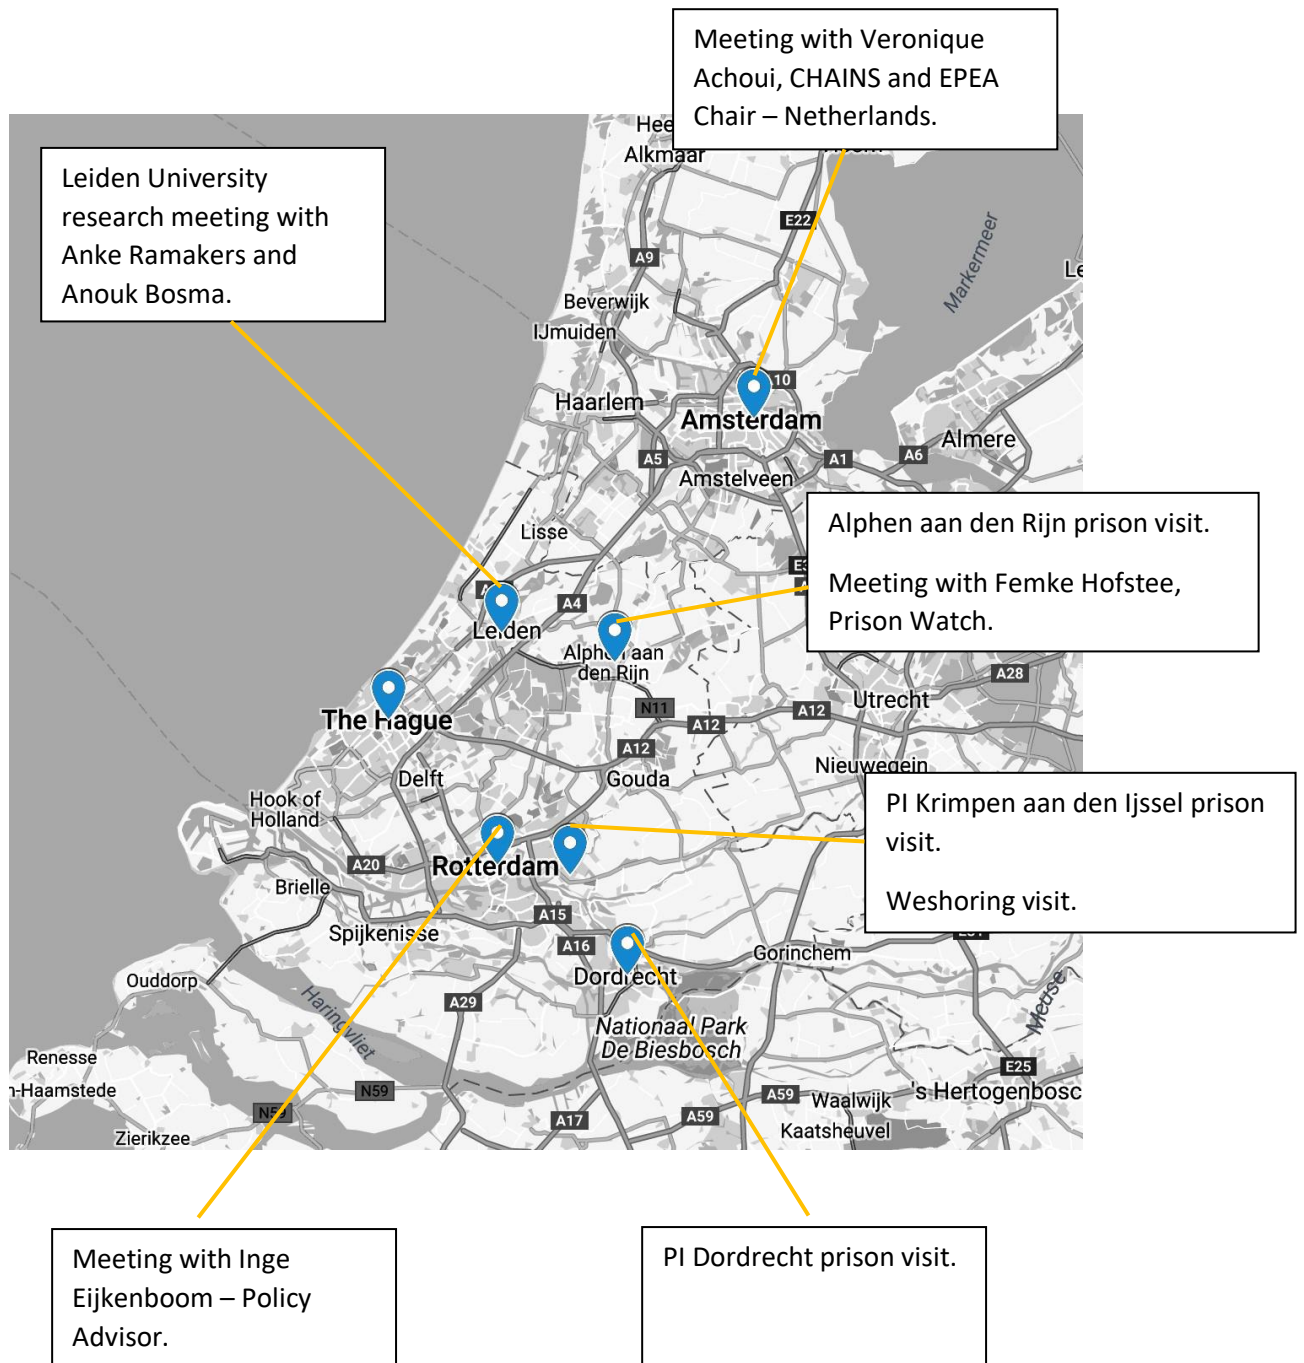 Meeting with Veronique
Achoui, CHAINS and EPEA
Chair – Netherlands.
Leiden University
research meeting with
Anke Ramakers and
Anouk Bosma.
Alkmaar
E22
A9
Markermeer
Beverwijk
IJmuiden
Haarlem
10
Amsterdam
Almere
A5
A1
A6
Amstelveen
Lisse
Alphen aan den Rijn prison visit.
Meeting with Femke Hofstee,
Prison Watch.
A4
Leiden
Alphen aan
den Rijn
A28
The Hague
N11
Utrecht
A12
A12
A12
Delft
Gouda
Nieuwegein
Hook of
Holland
PI Krimpen aan den Ijssel prison
visit.
Weshoring visit.
A20
Rotterdam
Brielle
A15
Spijkenisse
A16
Gorinchem
Dordrecht
Ouddorp
A29
Haringvliet
Meuse
Nationaal Park
De Biesbosch
Renesse
n-Haamstede
E25
N59
N59
A59
Waalwijk
's Hertogenbosc
A17
A59
Zierikzee
Kaatsheuvel
Meeting with Inge
Eijkenboom – Policy
Advisor.
PI Dordrecht prison visit.